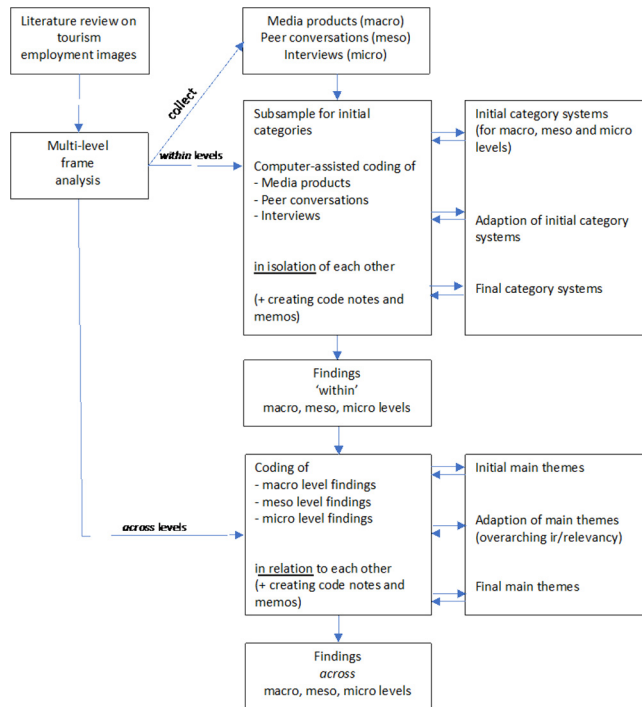 Literature review on
tourism
employment images
Media products (macro)
Peer conversations (meso)
Interviews (micro)
collect
Multi-level
frame
analysis
within levels
Subsample for initial
categories
Computer-assisted coding of
- Media products
- Peer conversations
- Interviews
in isolation of each other
(+ creating code notes and
memos)
Initial category systems
(for macro, meso and micro
levels)
Adaption of initial category
systems
Final category systems
Findings
‘within’
macro, meso, micro levels
across levels
Coding of
- macro level findings
- meso level findings
- micro level findings
in relation to each other
(+ creating code notes and
memos)
Initial main themes
Adaption of main themes
(overarching ir/relevancy)
Final main themes
Findings
across
macro, meso, micro levels